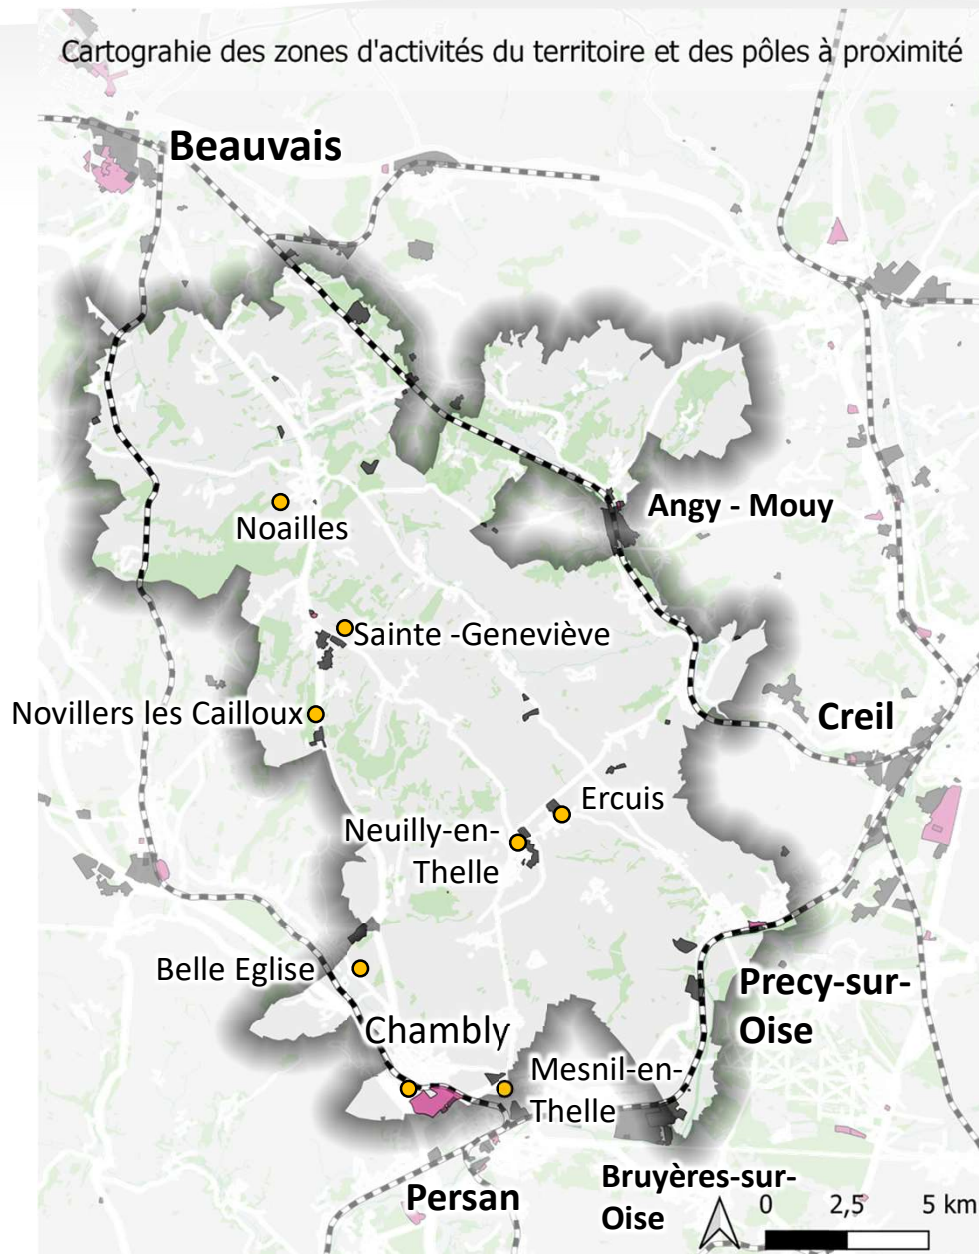 Cartograhie des zones d'activités du territoire et des pôles à proximité
Beauvais
Angy - Mouy
Noailles
Sainte -Geneviève
Novillers les Cailloux
Creil
Ercuis
Neuilly-en-
Thelle
Belle Eglise
Precy-sur-
Oise
Chambly
Mesnil-en-
Thelle
Bruyères-sur-
Oise
Persan
0 2,5 5 km